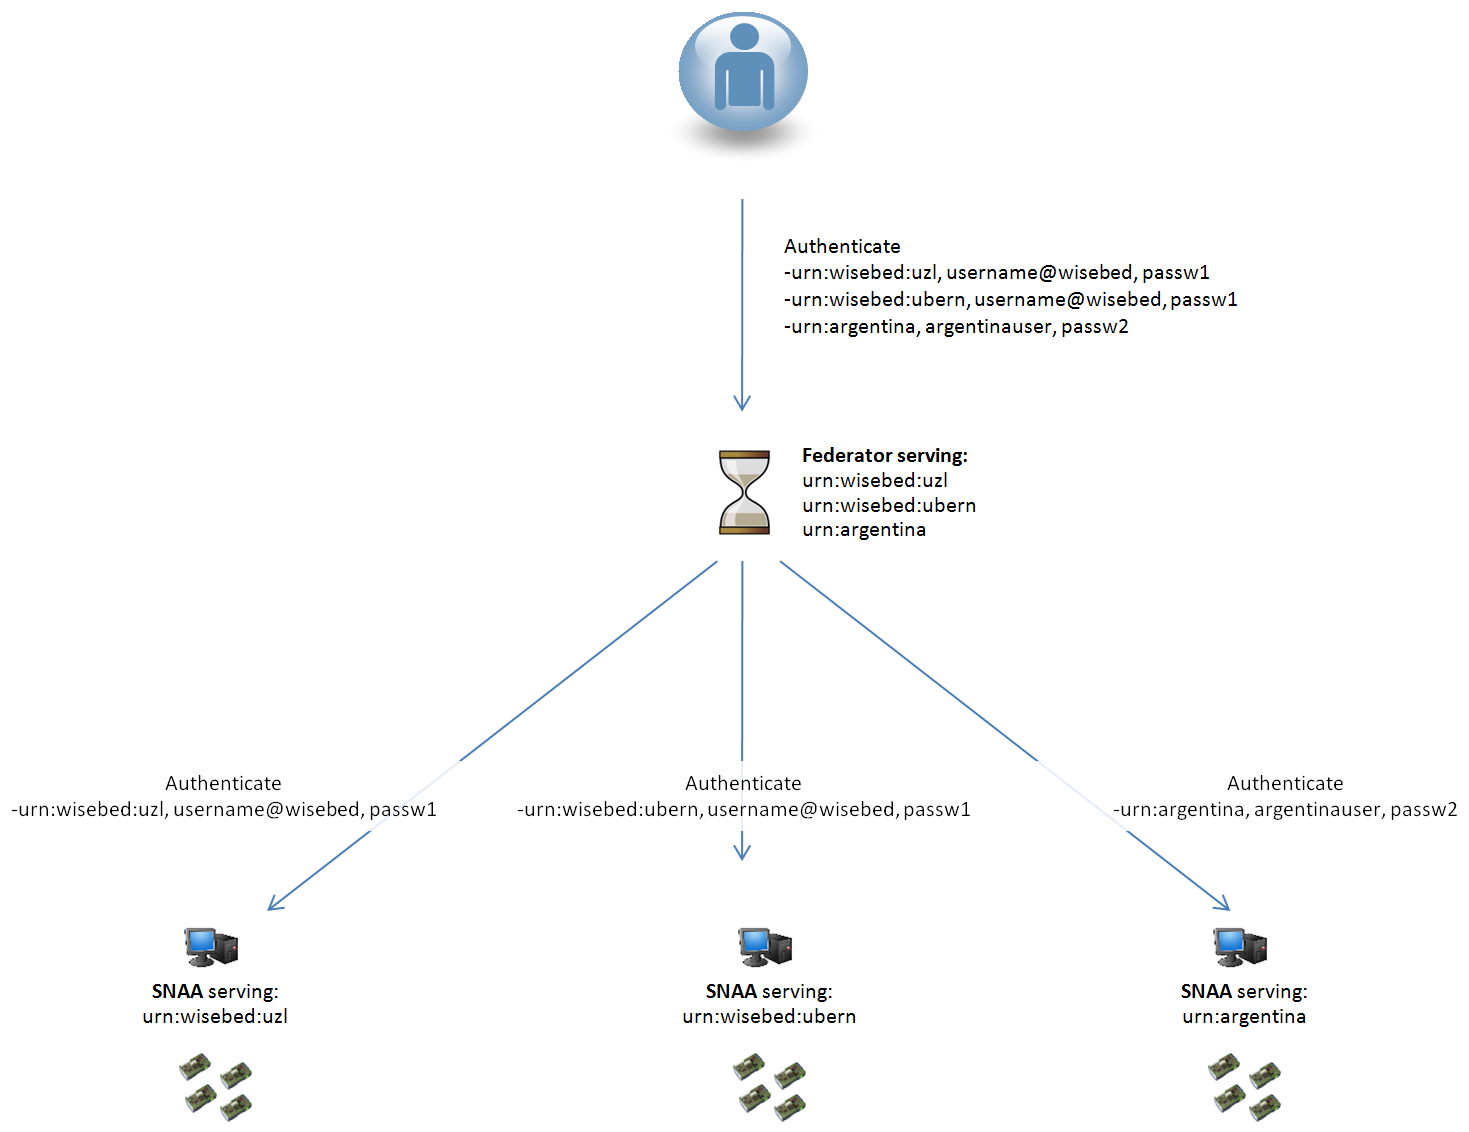 Authenticate
-urn:wisebed:uzl, username@wisebed, passw1
-urn:wisebed:ubern, username@wisebed, passw1
-urn:argentina, argentinauser, passw2
Federator serving:
urn:wisebed:uzl
urn:wisebed:ubern
urn:argentina
Authenticate
-urn:wisebed:uzl, username@wisebed, passw1
Authenticate
-urn:wisebed:ubern, username@wisebed, passw1
Authenticate
-urn:argentina, argentinauser, passw2
SNAA serving:
urn:wisebed:uzl
SNAA serving:
urn:wisebed:ubern
SNAA serving:
urn:argentina